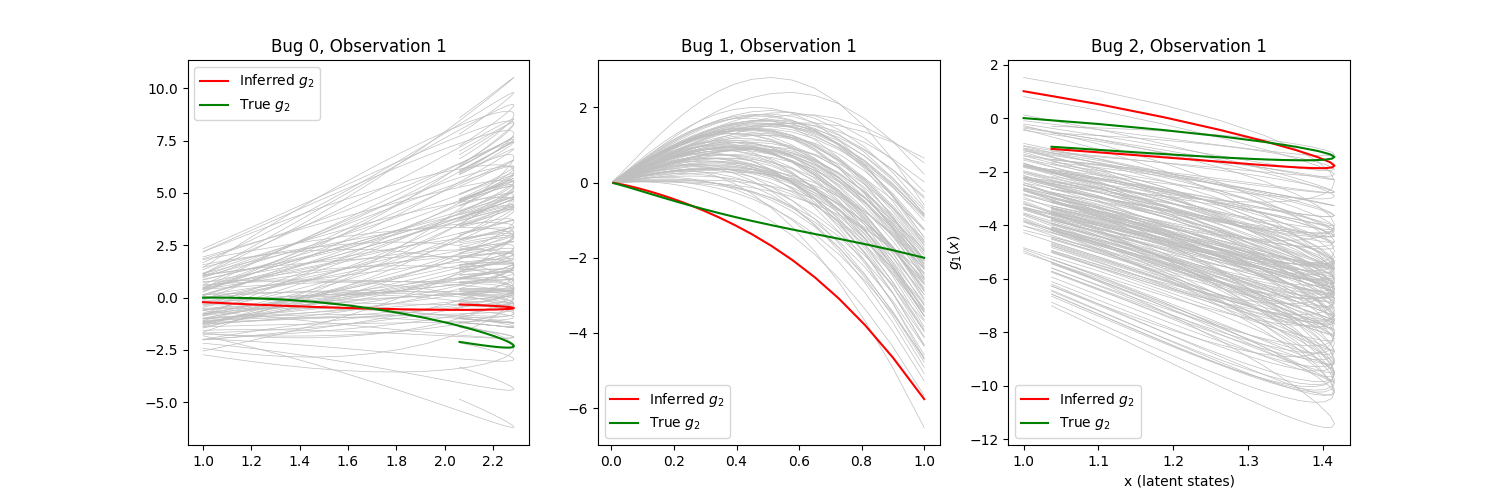 Bug 0, Observation 1
Inferred g₂
True g₂
10.0
7.5
5.0
2.5
0.0
−2.5
−5.0
1.0 1.2 1.4 1.6 1.8 2.0 2.2
Bug 1, Observation 1
2
0
−2
−4
−6
Inferred g₂
True g₂
0.0 0.2 0.4 0.6 0.8 1.0
Bug 2, Observation 1
g₁(x)
2
0
−2
−4
−6
−8
−10
−12
Inferred g₂
True g₂
1.0 1.1 1.2 1.3 1.4
x (latent states)